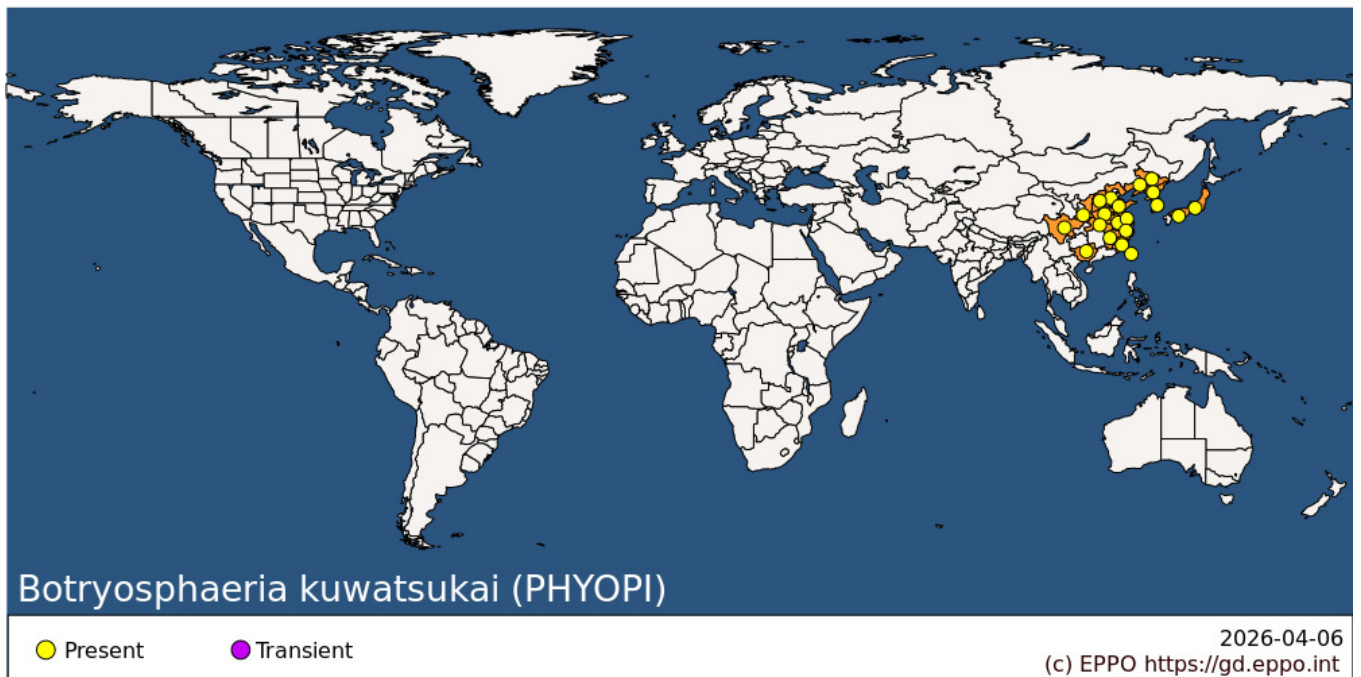 Botryosphaeria kuwatsukai (PHYOPI)
Present
Transient
2026-04-06
(c) EPPO https://gd.eppo.int